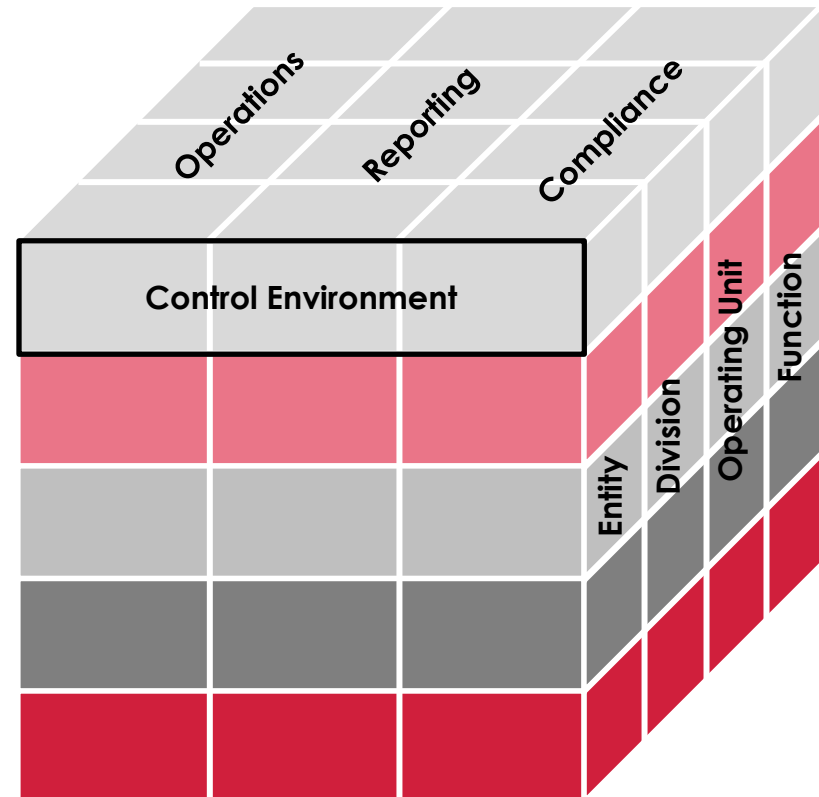 Operations
Reporting
Compliance
Control Environment
Entity
Division
Operating Unit
Function